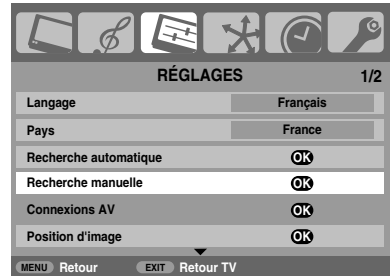 RÉGLAGES 1/2
Langage Français
Pays France
Recherche automatique OK
Recherche manuelle OK
Connexions AV OK
Position d'image OK
MENU Retour EXIT Retour TV